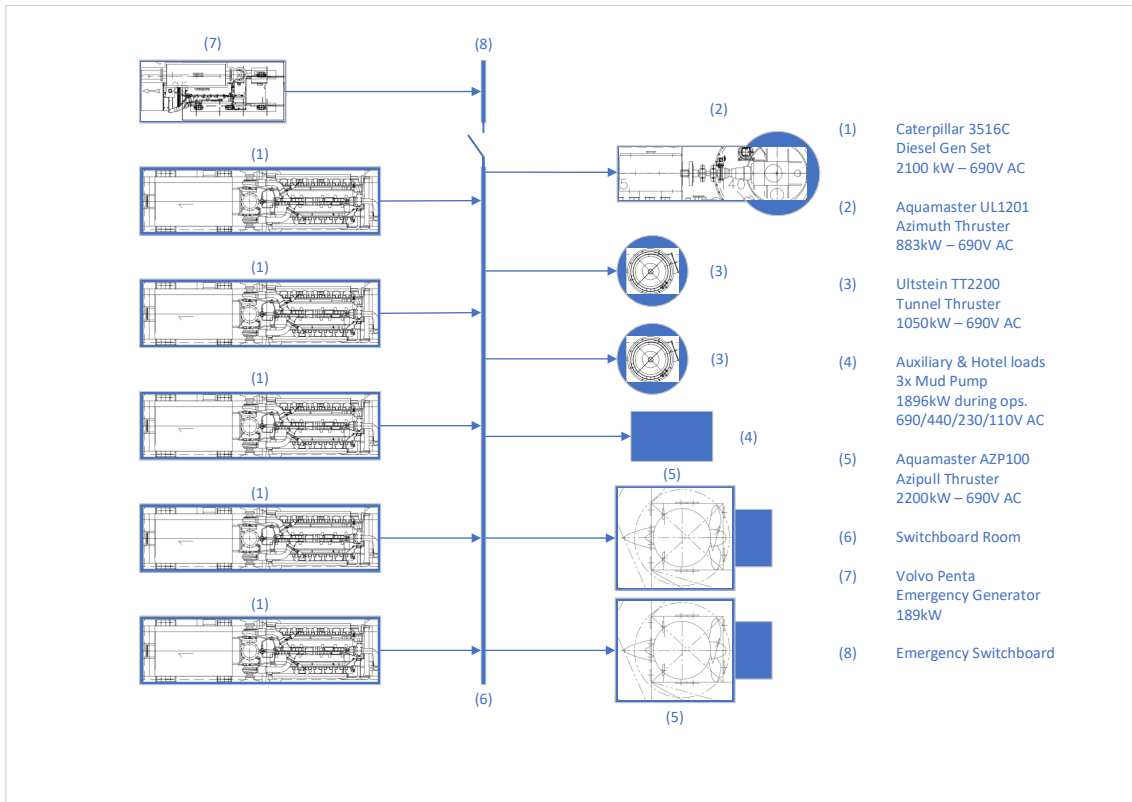 (7)
(8)
(2)
(1)
(1)
(3)
(1)
(3)
(1)
(4)
(5)
(1)
(6)
(5)
(1) Caterpillar 3516C
Diesel Gen Set
2100 kW – 690V AC
(2) Aquamaster UL1201
Azimuth Thruster
883kW – 690V AC
(3) Ultstein TT2200
Tunnel Thruster
1050kW – 690V AC
(4) Auxiliary & Hotel loads
3x Mud Pump
1896kW during ops.
690/440/230/110V AC
(5) Aquamaster AZP100
Azipull Thruster
2200kW – 690V AC
(6) Switchboard Room
(7) Volvo Penta
Emergency Generator
189kW
(8) Emergency Switchboard